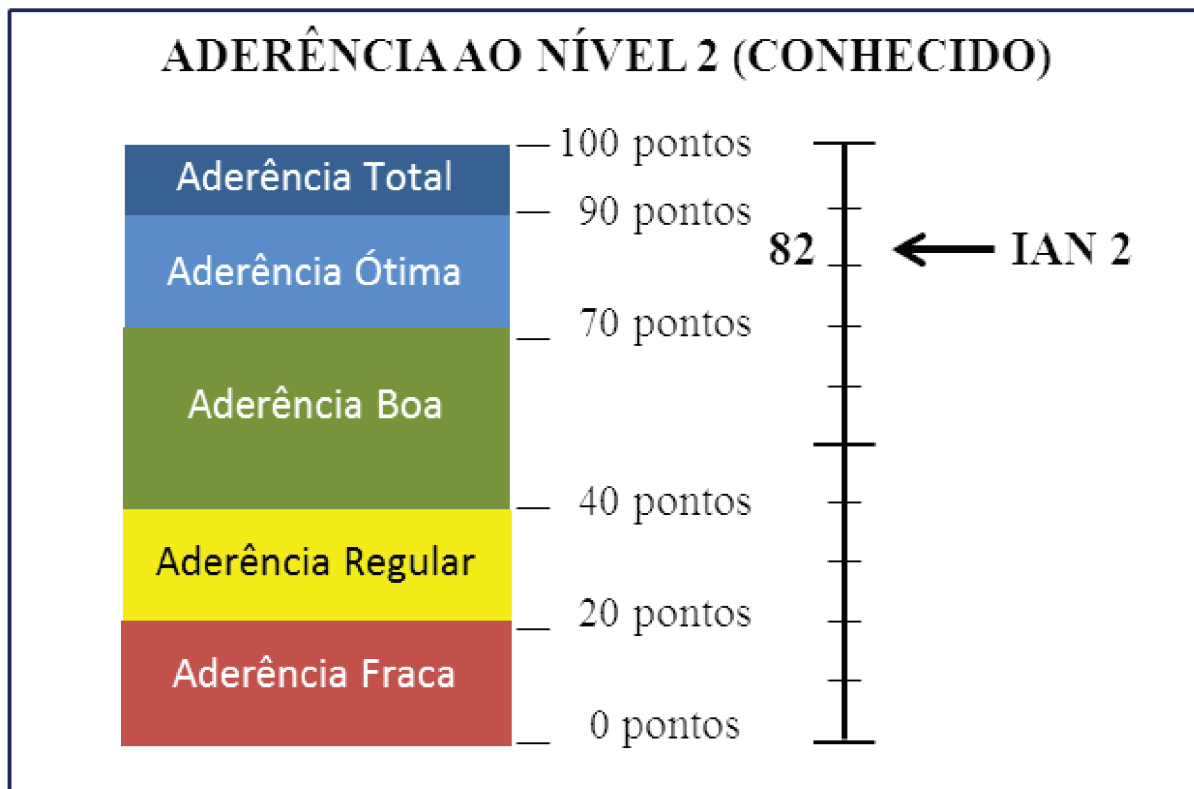 ADERÊNCIA AO NÍVEL 2 (CONHECIDO)
100 pontos
Aderência Total
90 pontos
82
IAN 2
Aderência Ótima
70 pontos
Aderência Boa
40 pontos
Aderência Regular
20 pontos
Aderência Fraca
0 pontos